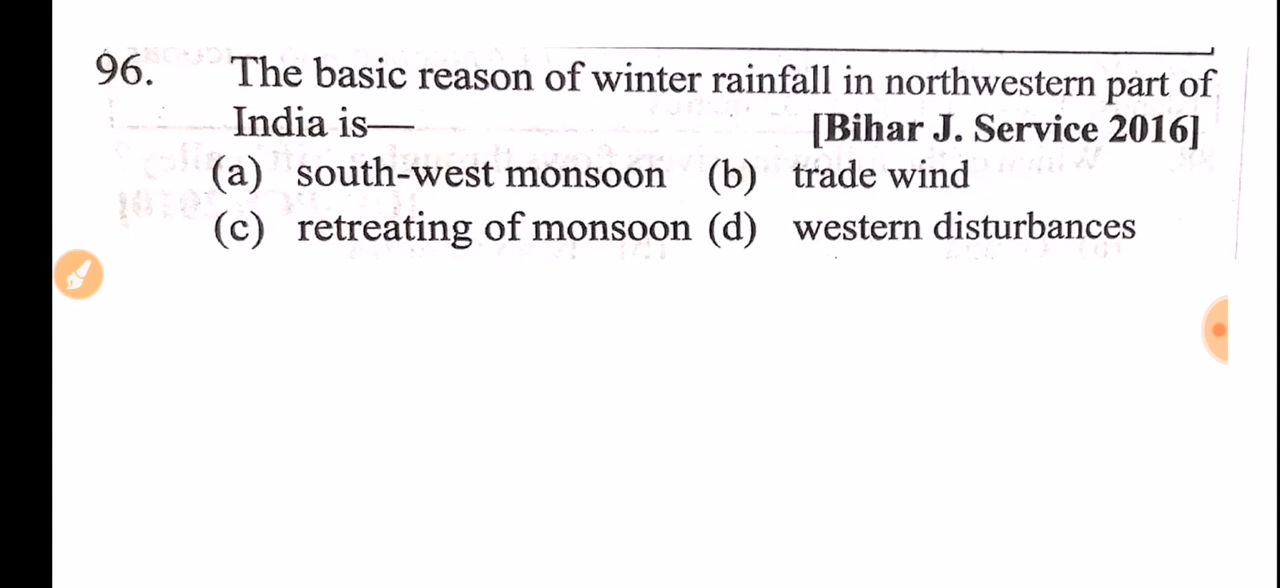 96. The basic reason of winter rainfall in northwestern part of
India is— [Bihar J. Service 2016]
(a) south-west monsoon (b) trade wind
(c) retreating of monsoon (d) western disturbances